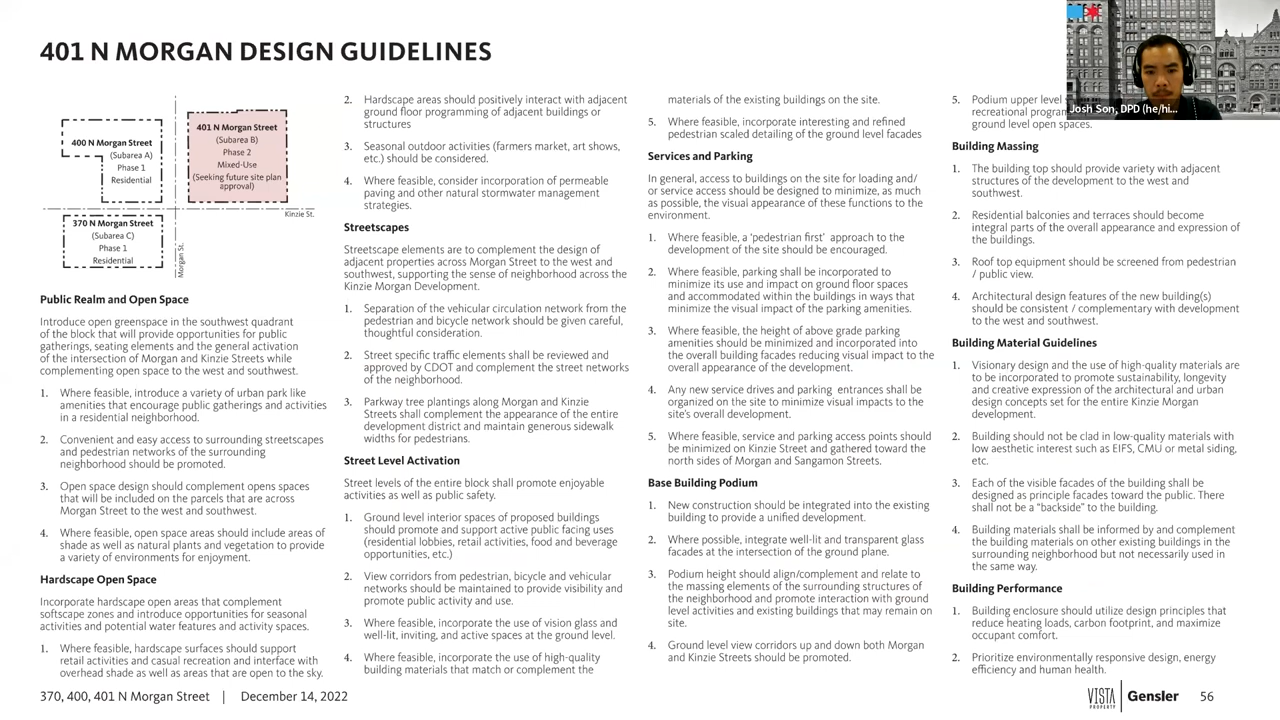 401 N MORGAN DESIGN GUIDELINES
Josh Son, DPD (he/hi...
400 N Morgan Street
(Subarea A)
Phase 1
Residential
401 N Morgan Street
(Subarea B)
Phase 2
Mixed-Use
(Seeking future site plan
approval)
Kinzie St.
370 N Morgan Street
(Subarea C)
Phase 1
Residential
Morgan St.
Public Realm and Open Space
Introduce open greenspace in the southwest quadrant
of the block that will provide opportunities for public
gatherings, seating elements and the general activation
of the intersection of Morgan and Kinzie Streets while
complementing open space to the west and southwest.
1. Where feasible, introduce a variety of urban park like
amenities that encourage public gatherings and activities
in a residential neighborhood.
2. Convenient and easy access to surrounding streetscapes
and pedestrian networks of the surrounding
neighborhood should be promoted.
3. Open space design should complement opens spaces
that will be included on the parcels that are across
Morgan Street to the west and southwest.
4. Where feasible, open space areas should include areas of
shade as well as natural plants and vegetation to provide
a variety of environments for enjoyment.
Hardscape Open Space
Incorporate hardscape open areas that complement
softscape zones and introduce opportunities for seasonal
activities and potential water features and activity spaces.
1. Where feasible, hardscape surfaces should support
retail activities and casual recreation and interface with
overhead shade as well as areas that are open to the sky.
2. Hardscape areas should positively interact with adjacent
ground floor programming of adjacent buildings or
structures
3. Seasonal outdoor activities (farmers market, art shows,
etc.) should be considered.
4. Where feasible, consider incorporation of permeable
paving and other natural stormwater management
strategies.
Streetscapes
Streetscape elements are to complement the design of
adjacent properties across Morgan Street to the west and
southwest, supporting the sense of neighborhood across the
Kinzie Morgan Development.
1. Separation of the vehicular circulation network from the
pedestrian and bicycle network should be given careful,
thoughtful consideration.
2. Street specific traffic elements shall be reviewed and
approved by CDOT and complement the street networks
of the neighborhood.
3. Parkway tree plantings along Morgan and Kinzie
Streets shall complement the appearance of the entire
development district and maintain generous sidewalk
widths for pedestrians.
Street Level Activation
Street levels of the entire block shall promote enjoyable
activities as well as public safety.
1. Ground level interior spaces of proposed buildings
should promote and support active public facing uses
(residential lobbies, retail activities, food and beverage
opportunities, etc.)
2. View corridors from pedestrian, bicycle and vehicular
networks should be maintained to provide visibility and
promote public activity and use.
3. Where feasible, incorporate the use of vision glass and
well-lit, inviting, and active spaces at the ground level.
4. Where feasible, incorporate the use of high-quality
building materials that match or complement the
materials of the existing buildings on the site.
5. Where feasible, incorporate interesting and refined
pedestrian scaled detailing of the ground level facades
Services and Parking
In general, access to buildings on the site for loading and/
or service access should be designed to minimize, as much
as possible, the visual appearance of these functions to the
environment.
1. Where feasible, a 'pedestrian first' approach to the
development of the site should be encouraged.
2. Where feasible, parking shall be incorporated to
minimize its use and impact on ground floor spaces
and accommodated within the buildings in ways that
minimize the visual impact of the parking amenities.
3. Where feasible, the height of above grade parking
amenities should be minimized and incorporated into
the overall building facades reducing visual impact to the
overall appearance of the development.
4. Any new service drives and parking entrances shall be
organized on the site to minimize visual impacts to the
site's overall development.
5. Where feasible, service and parking access points should
be minimized on Kinzie Street and gathered toward the
north sides of Morgan and Sangamon Streets.
Base Building Podium
1. New construction should be integrated into the existing
building to provide a unified development.
2. Where possible, integrate well-lit and transparent glass
facades at the intersection of the ground plane.
3. Podium height should align/complement and relate to
the massing elements of the surrounding structures of
the neighborhood and promote interaction with ground
level activities and existing buildings that may remain on
site.
4. Ground level view corridors up and down both Morgan
and Kinzie Streets should be promoted.
5. Podium upper level
recreational
ground level open spaces.
Building Massing
1. The building top should provide variety with adjacent
structures of the development to the west and
southwest.
2. Residential balconies and terraces should become
integral parts of the overall appearance and expression of
the buildings.
3. Roof top equipment should be screened from pedestrian
/ public view.
4. Architectural design features of the new building(s)
should be consistent / complementary with development
to the west and southwest.
Building Material Guidelines
1. Visionary design and the use of high-quality materials are
to be incorporated to promote sustainability, longevity
and creative expression of the architectural and urban
design concepts set for the entire Kinzie Morgan
development.
2. Building should not be clad in low-quality materials with
low aesthetic interest such as EIFS, CMU or metal siding,
etc.
3. Each of the visible facades of the building shall be
designed as principle facades toward the public. There
shall not be a "backside" to the building.
4. Building materials shall be informed by and complement
the building materials on other existing buildings in the
surrounding neighborhood but not necessarily used in
the same way.
Building Performance
1. Building enclosure should utilize design principles that
reduce heating loads, carbon footprint, and maximize
occupant comfort.
2. Prioritize environmentally responsive design, energy
efficiency and human health.
370, 400, 401 N Morgan Street | December 14, 2022
VISTA
PROPERTY
Gensler
56